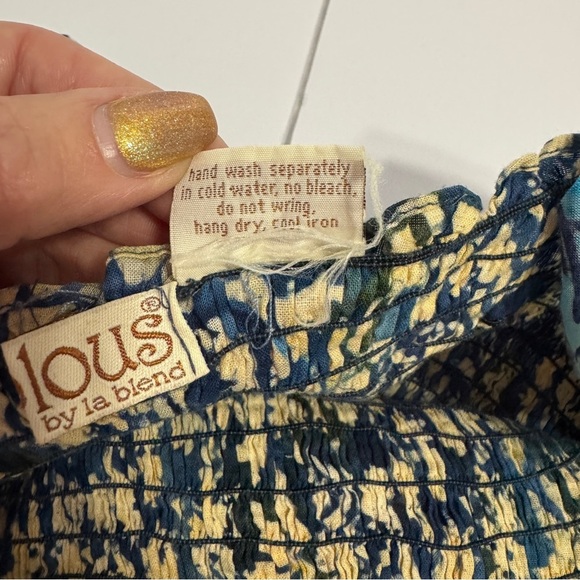 hand wash separately
in cold water, no bleach,
do not wring,
hang dry, cool iron
lous®
by la blend